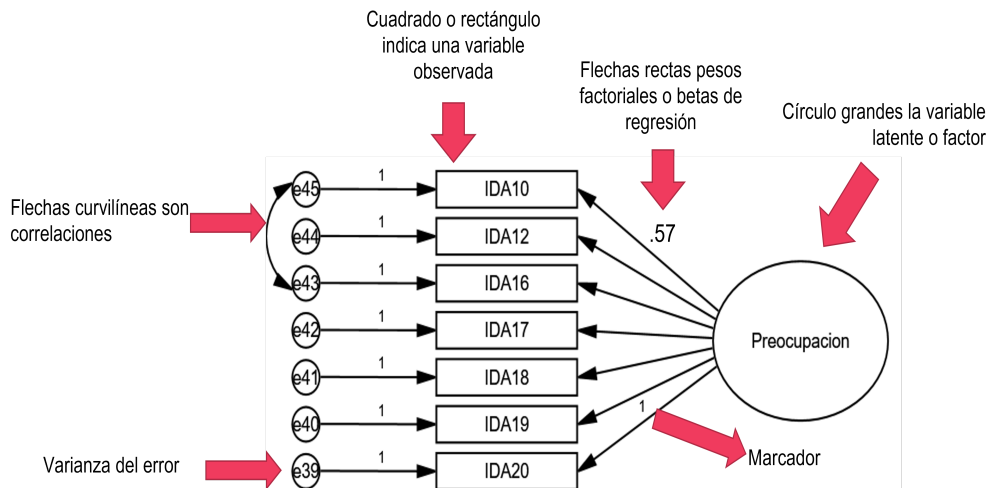 Cuadrado o rectángulo
indica una variable
observada
Flechas rectas pesos
factoriales o betas de
regresión
Círculo grandes la variable
latente o factor
Flechas curvilíneas son
correlaciones
e45 1 IDA10
.57
e44 1 IDA12
e43 1 IDA16
e42 1 IDA17
Preocupacion
e41 1 IDA18
e40 1 IDA19
1
e39 1 IDA20
Marcador
Varianza del error